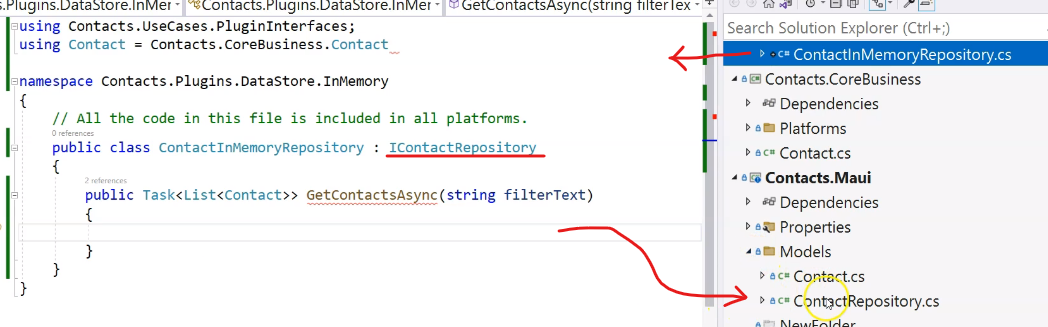 s.Plugins.DataStore.InMer
Contacts.Plugins.DataStore.InMer
GetContactsAsync(string filterTex
using Contacts.UseCases.PluginInterfaces;
using Contact = Contacts.CoreBusiness.Contact
namespace Contacts.Plugins.DataStore.InMemory
{
// All the code in this file is included in all platforms.
0 references
public class ContactInMemoryRepository : IContactRepository
{
2 references
public Task<List<Contact>> GetContactsAsync(string filterText)
{
}
}
}
Search Solution Explorer (Ctrl+;)
C# ContactInMemoryRepository.cs
C# Contacts.CoreBusiness
Dependencies
Platforms
C# Contact.cs
C# Contacts.Maui
Dependencies
Properties
Models
C# Contact.cs
C# ContactRepository.cs
NewFolder